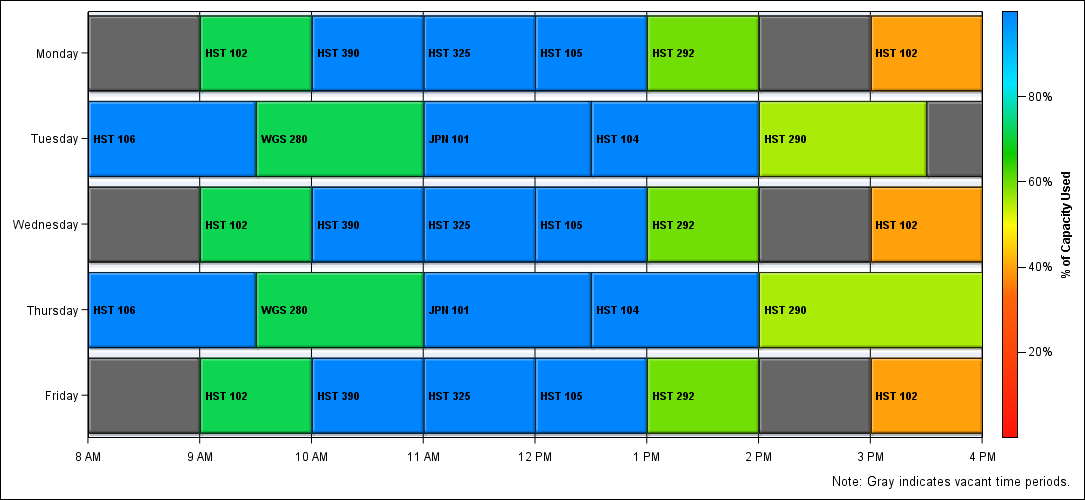 Monday
HST 102
HST 390
HST 325
HST 105
HST 292
HST 102
Tuesday
HST 106
WGS 280
JPN 101
HST 104
HST 290
Wednesday
HST 102
HST 390
HST 325
HST 105
HST 292
HST 102
Thursday
HST 106
WGS 280
JPN 101
HST 104
HST 290
Friday
HST 102
HST 390
HST 325
HST 105
HST 292
HST 102
8 AM
9 AM
10 AM
11 AM
12 PM
1 PM
2 PM
3 PM
4 PM
80%
60%
40%
20%
% of Capacity Used
Note: Gray indicates vacant time periods.